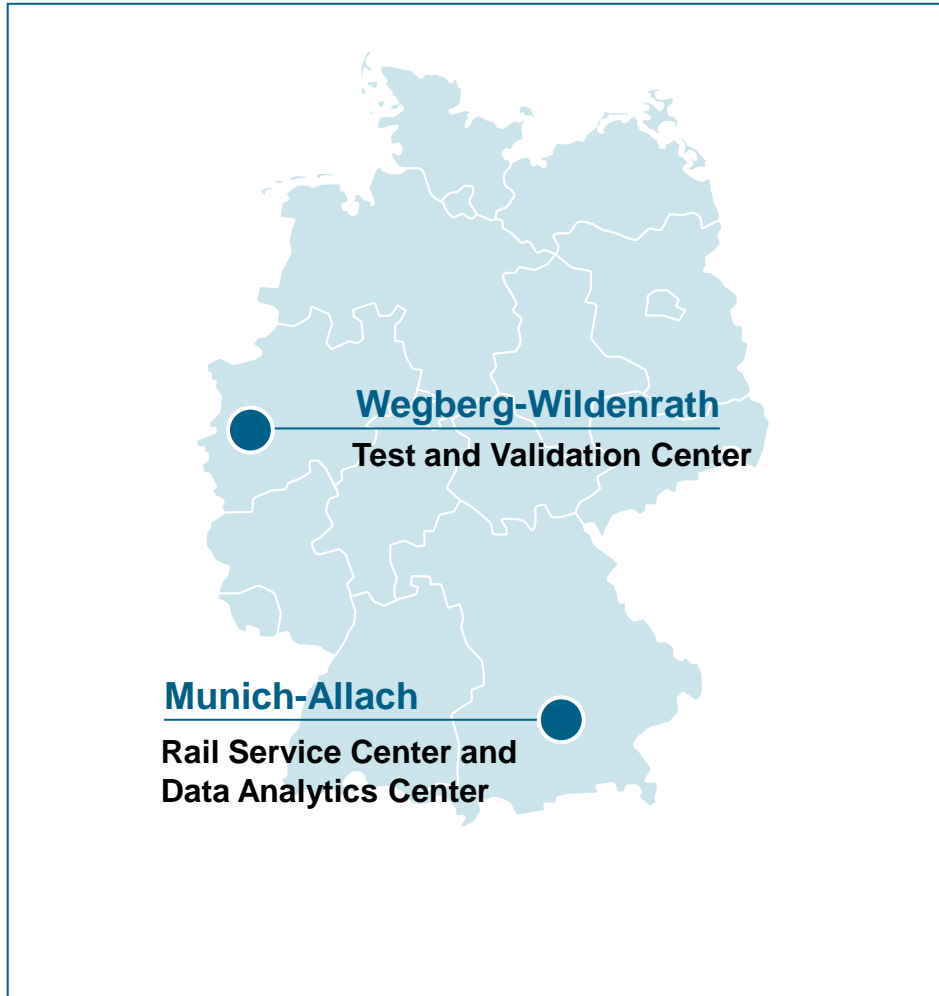 Wegberg-Wildenrath
Test and Validation Center
Munich-Allach
Rail Service Center and
Data Analytics Center